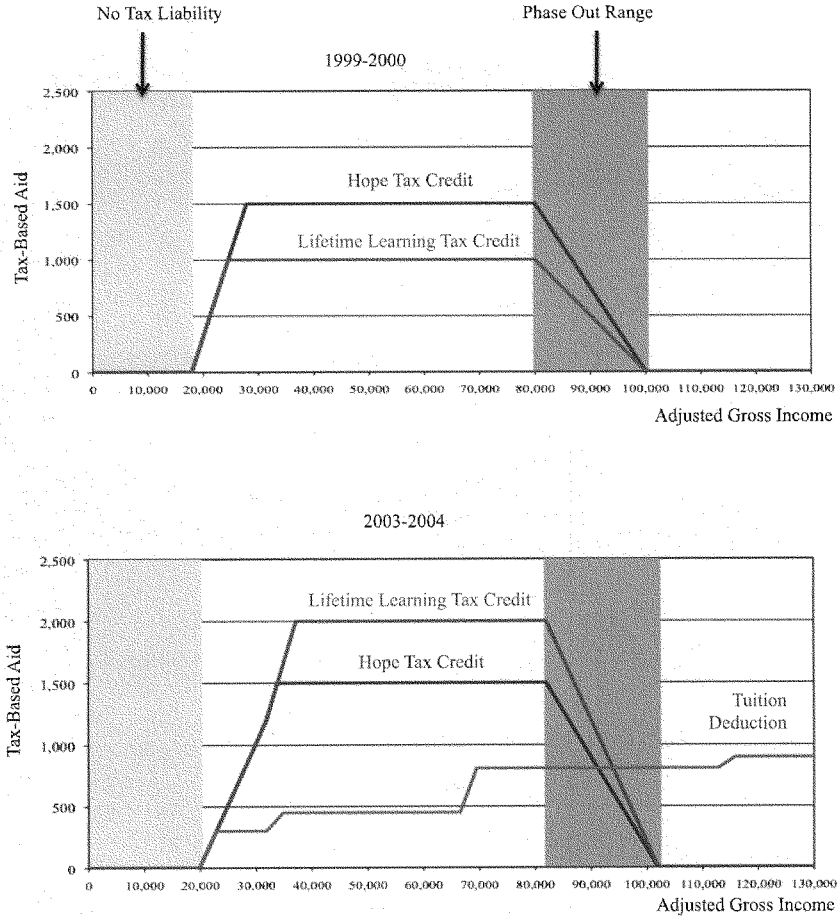 No Tax Liability
Phase Out Range
1999-2000
2,500
2,000
Hope Tax Credit
1,500
Lifetime Learning Tax Credit
1,000
500
0
Tax-Based Aid
0 10,000 20,000 30,000 40,000 50,000 60,000 70,000 80,000 90,000 100,000 110,000 120,000 130,000
Adjusted Gross Income
2003-2004
2,500
Lifetime Learning Tax Credit
2,000
Hope Tax Credit
1,500
Tuition
Deduction
1,000
500
0
Tax-Based Aid
0 10,000 20,000 30,000 40,000 50,000 60,000 70,000 80,000 90,000 100,000 110,000 120,000 130,000
Adjusted Gross Income